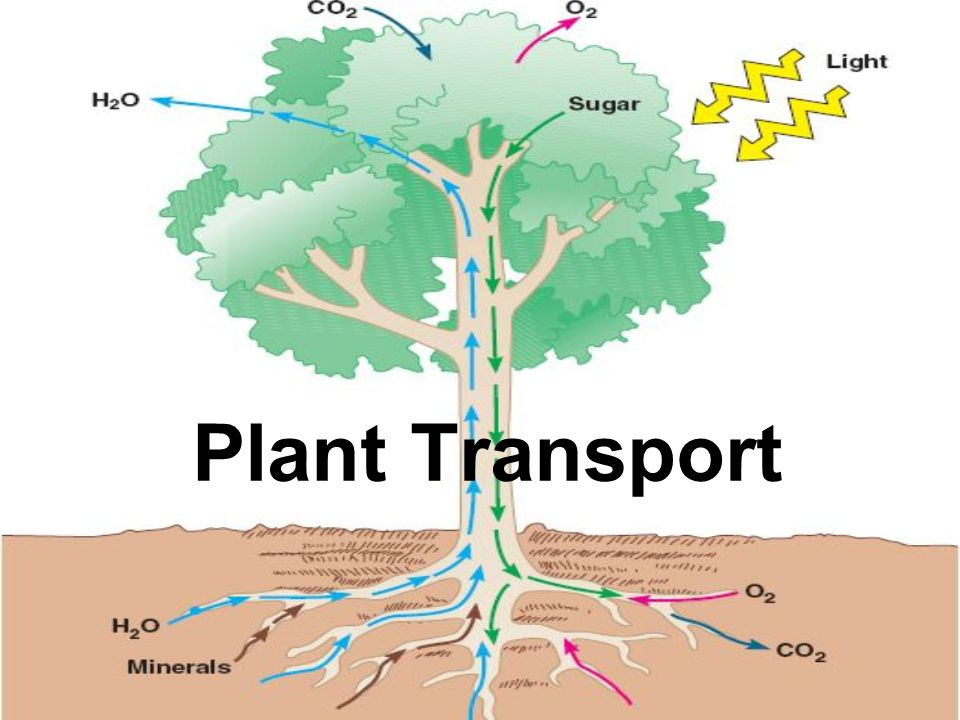 CO₂
O₂
Light
H₂O
Sugar
Plant Transport
O₂
H₂O
CO₂
Minerals